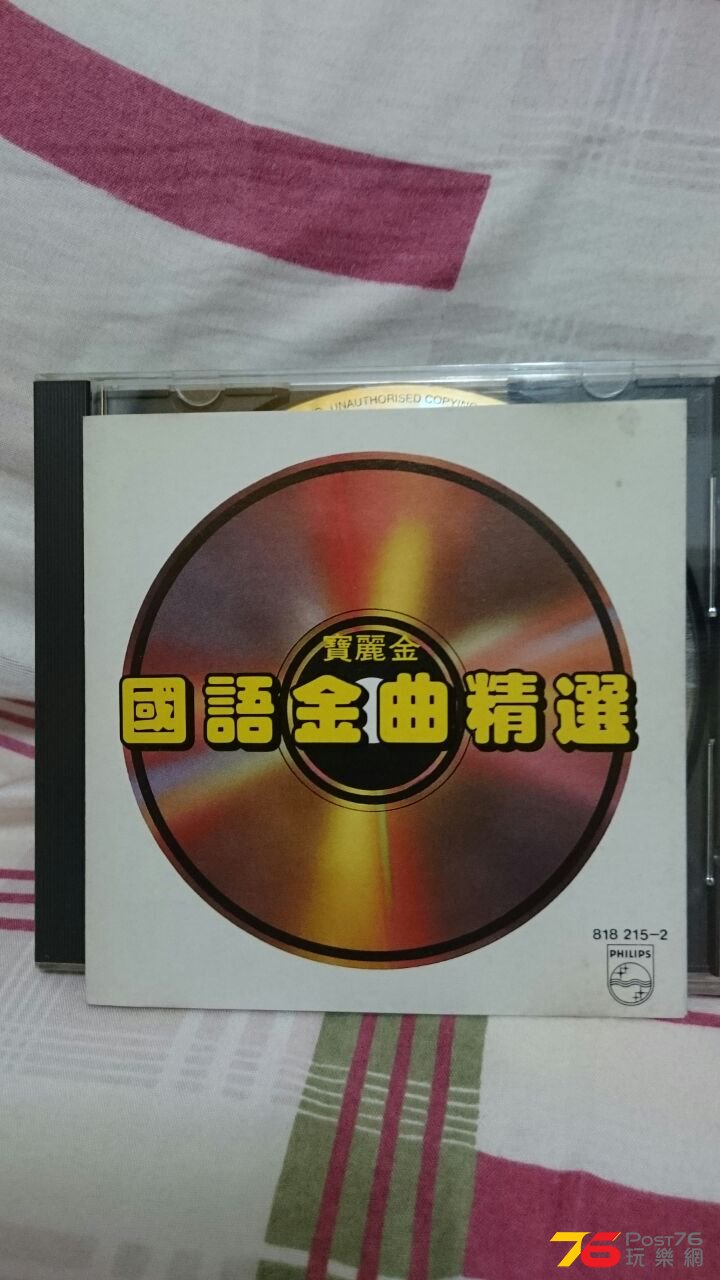 UNAUTHORISED COPYING
寶麗金
國語金曲精選
818 215-2
PHILIPS
76 POST76
玩樂網